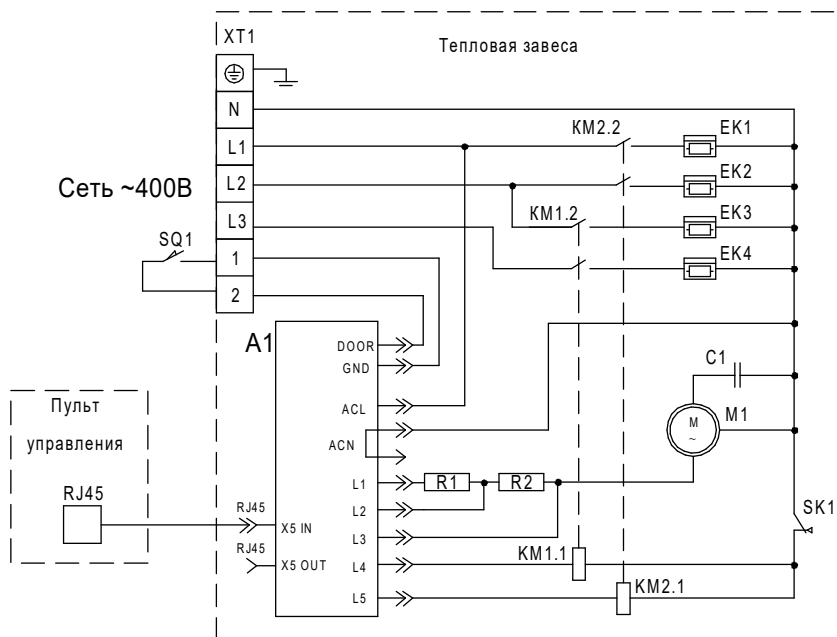 XT1
Тепловая завеса
N
L1
L2
L3
1
2
Сеть ~400В
SQ1
KM2.2
EK1
EK2
KM1.2
EK3
EK4
A1
DOOR
GND
ACL
ACN
L1
L2
L3
L4
L5
R1
R2
C1
M
~
M1
SK1
KM1.1
KM2.1
Пульт
управления
RJ45
RJ45
X5 IN
RJ45
X5 OUT